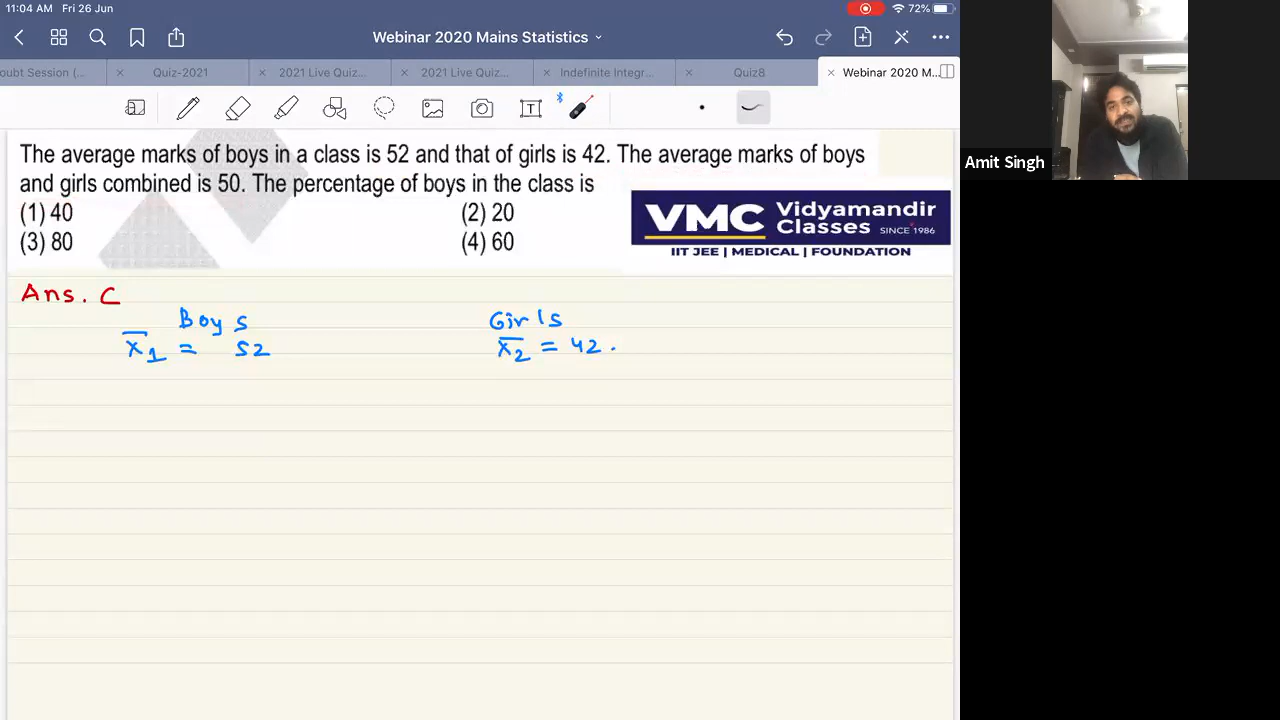 11:04 AM Fri 26 Jun
72%
Webinar 2020 Mains Statistics
oubt Session (...
Quiz-2021
2021 Live Quiz...
2021 Live Quiz...
Indefinite Integr...
Quiz8
Webinar 2020 M...
T
The average marks of boys in a class is 52 and that of girls is 42. The average marks of boys
and girls combined is 50. The percentage of boys in the class is
(1) 40
(2) 20
(3) 80
(4) 60
VMC Vidyamandir
Classes SINCE 1986
IIT JEE | MEDICAL | FOUNDATION
Amit Singh
Ans. C
Boys
Girls
x̅₁ = 52
x̅₂ = 42.